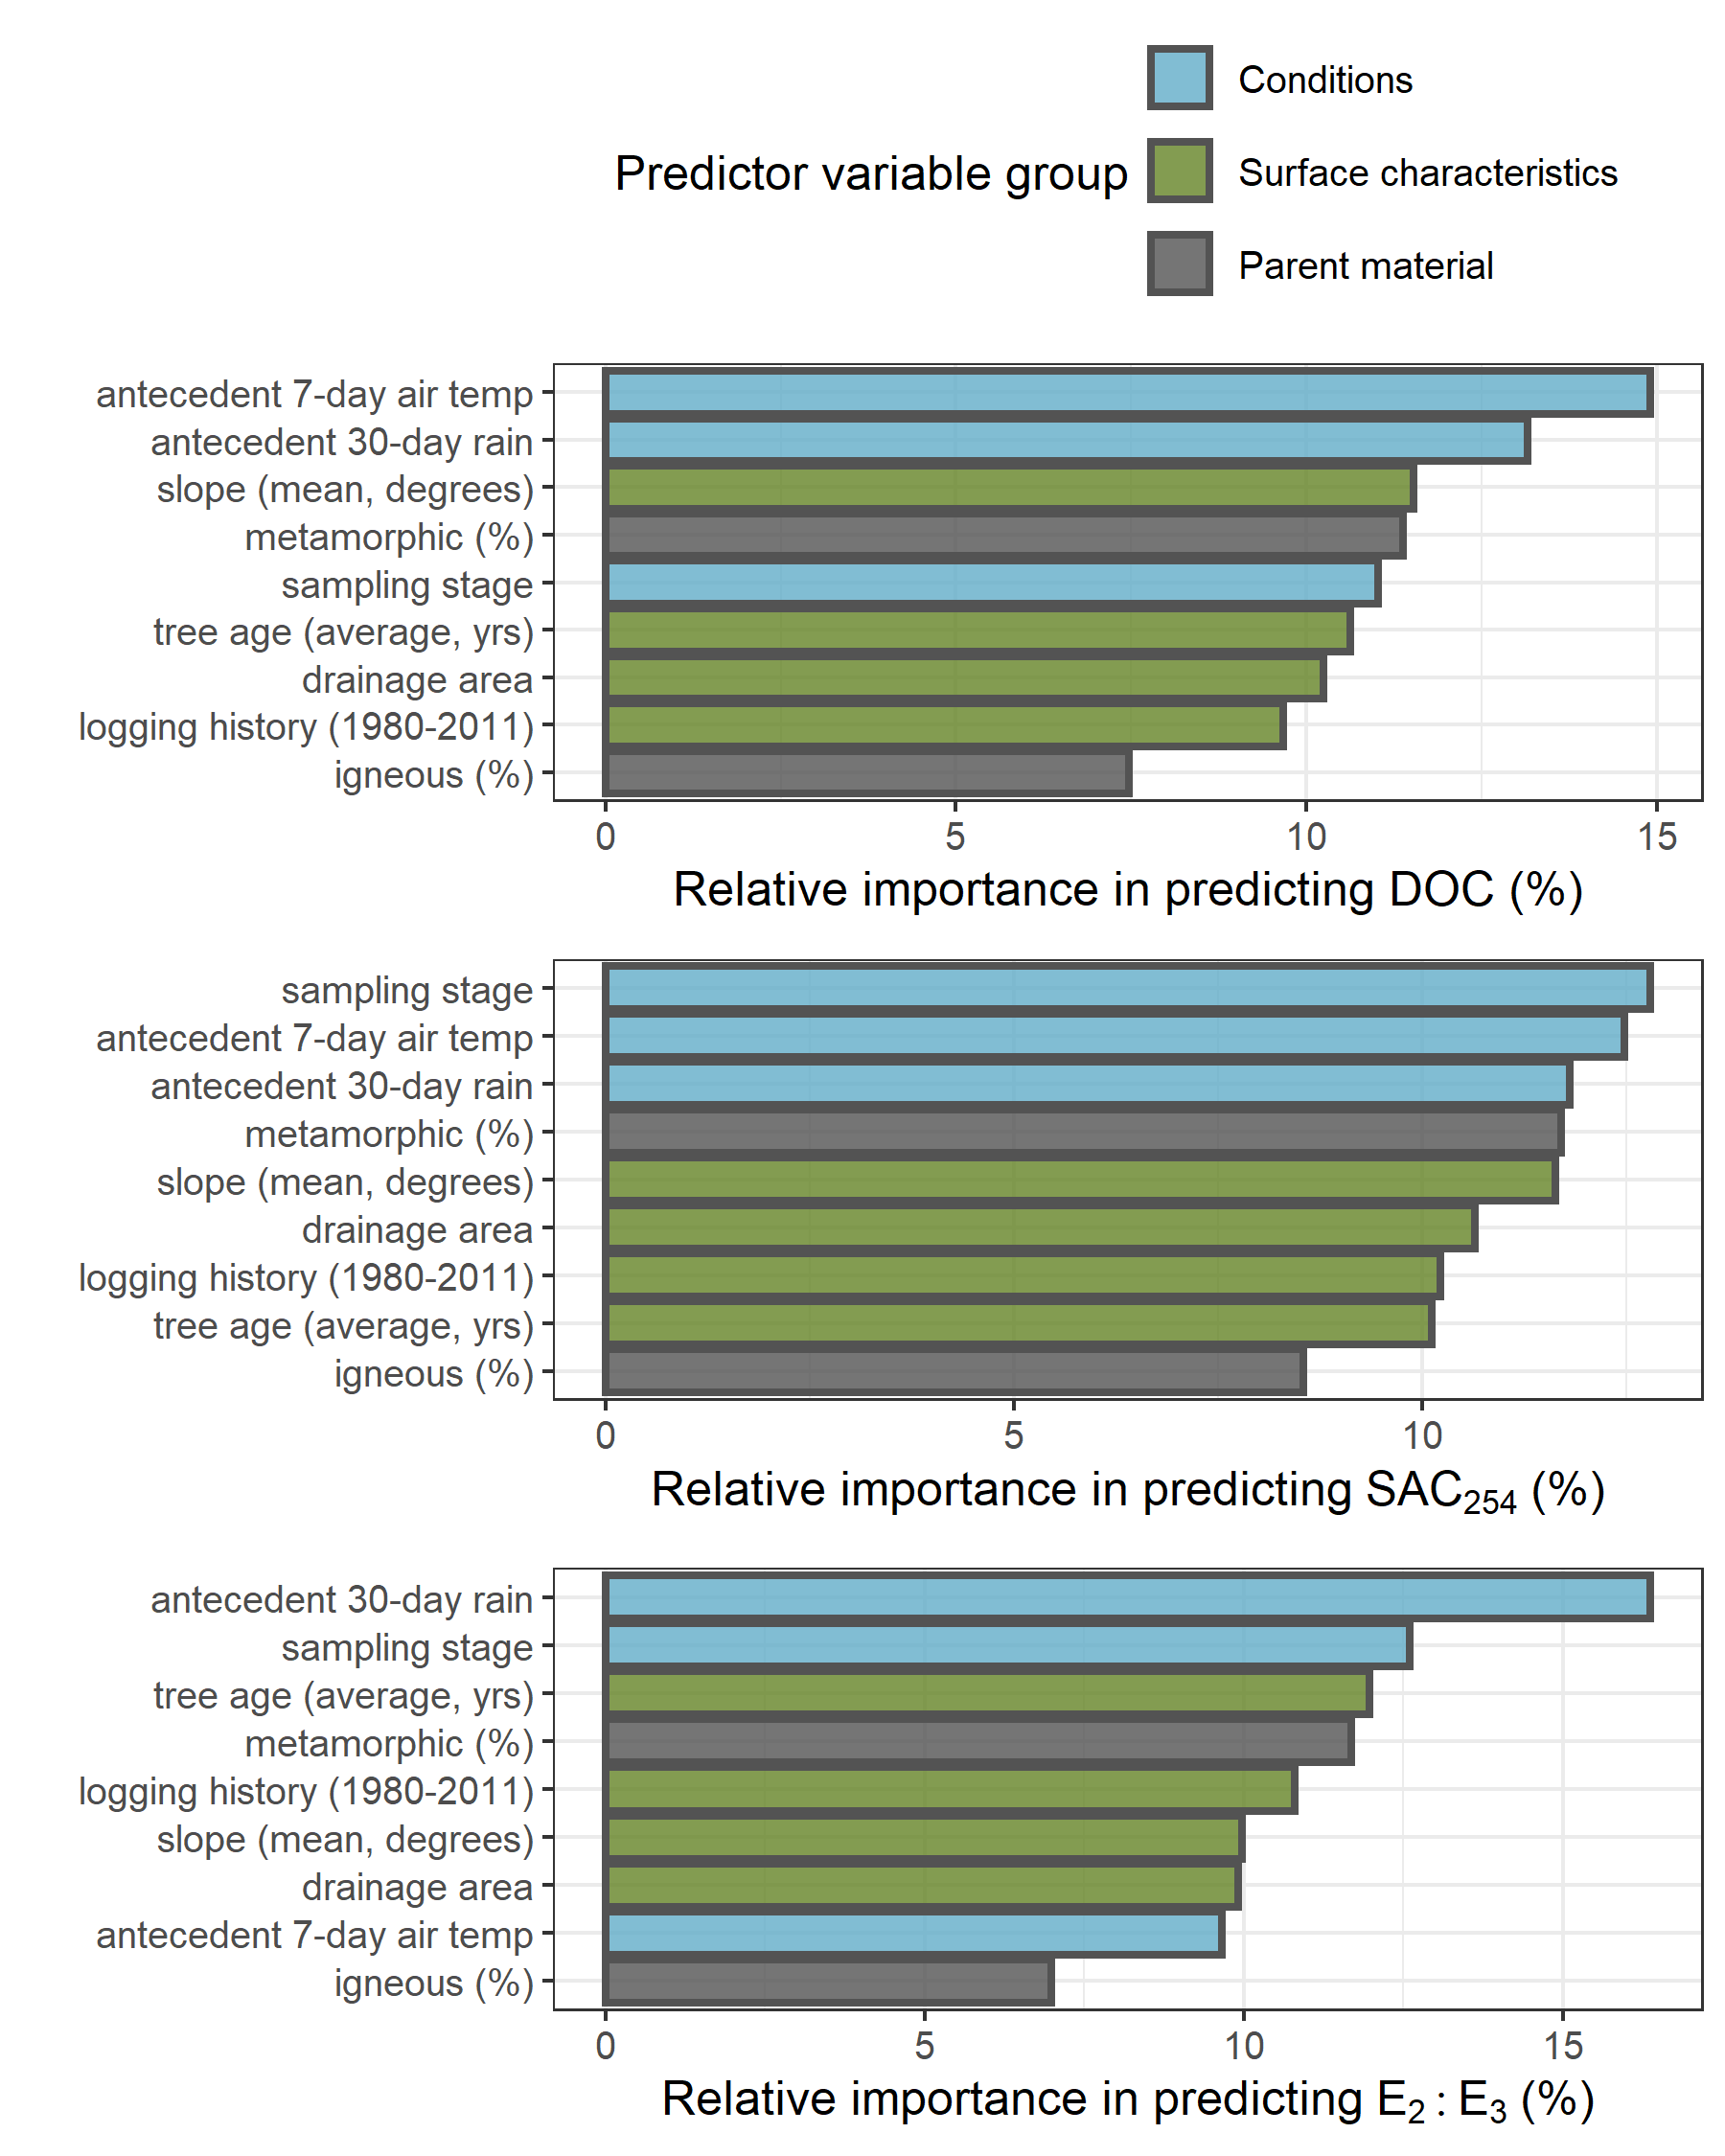 Predictor variable group
Conditions
Surface characteristics
Parent material
antecedent 7-day air temp
antecedent 30-day rain
slope (mean, degrees)
metamorphic (%)
sampling stage
tree age (average, yrs)
drainage area
logging history (1980-2011)
igneous (%)
0 5 10 15
Relative importance in predicting DOC (%)
sampling stage
antecedent 7-day air temp
antecedent 30-day rain
metamorphic (%)
slope (mean, degrees)
drainage area
logging history (1980-2011)
tree age (average, yrs)
igneous (%)
0 5 10
Relative importance in predicting SAC₂₅₄ (%)
antecedent 30-day rain
sampling stage
tree age (average, yrs)
metamorphic (%)
logging history (1980-2011)
slope (mean, degrees)
drainage area
antecedent 7-day air temp
igneous (%)
0 5 10 15
Relative importance in predicting E₂ : E₃ (%)